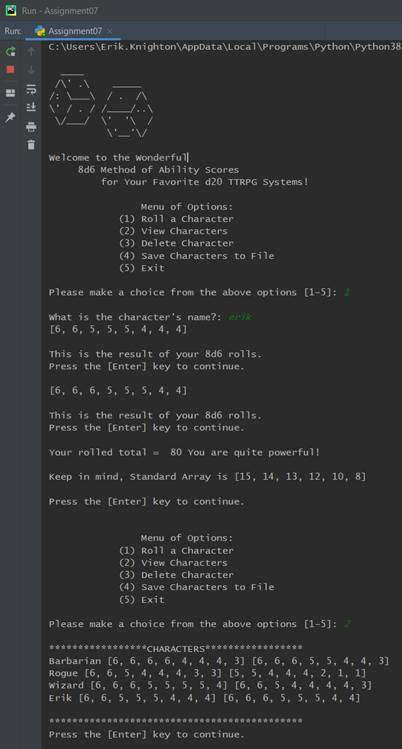 Run - Assignment07
Run: Assignment07 ×
C:\Users\Erik.Knighton\AppData\Local\Programs\Python\Python38
Welcome to the Wonderful
8d6 Method of Ability Scores
for Your Favorite d20 TTRPG Systems!
Menu of Options:
(1) Roll a Character
(2) View Characters
(3) Delete Character
(4) Save Characters to File
(5) Exit
Please make a choice from the above options [1-5]: 1
What is the character's name?: erik
[6, 6, 5, 5, 5, 4, 4, 4]
This is the result of your 8d6 rolls.
Press the [Enter] key to continue.
[6, 6, 6, 5, 5, 5, 4, 4]
This is the result of your 8d6 rolls.
Press the [Enter] key to continue.
Your rolled total =  80 You are quite powerful!
Keep in mind, Standard Array is [15, 14, 13, 12, 10, 8]
Press the [Enter] key to continue.
Menu of Options:
(1) Roll a Character
(2) View Characters
(3) Delete Character
(4) Save Characters to File
(5) Exit
Please make a choice from the above options [1-5]: 2
*****************CHARACTERS*****************
Barbarian [6, 6, 6, 6, 4, 4, 4, 3] [6, 6, 6, 5, 5, 4, 4, 3]
Rogue [6, 6, 5, 4, 4, 4, 3, 3] [5, 5, 4, 4, 4, 2, 1, 1]
Wizard [6, 6, 6, 5, 5, 5, 5, 4] [6, 6, 5, 4, 4, 4, 4, 3]
Erik [6, 6, 5, 5, 5, 4, 4, 4] [6, 6, 6, 5, 5, 5, 4, 4]
********************************************
Press the [Enter] key to continue.